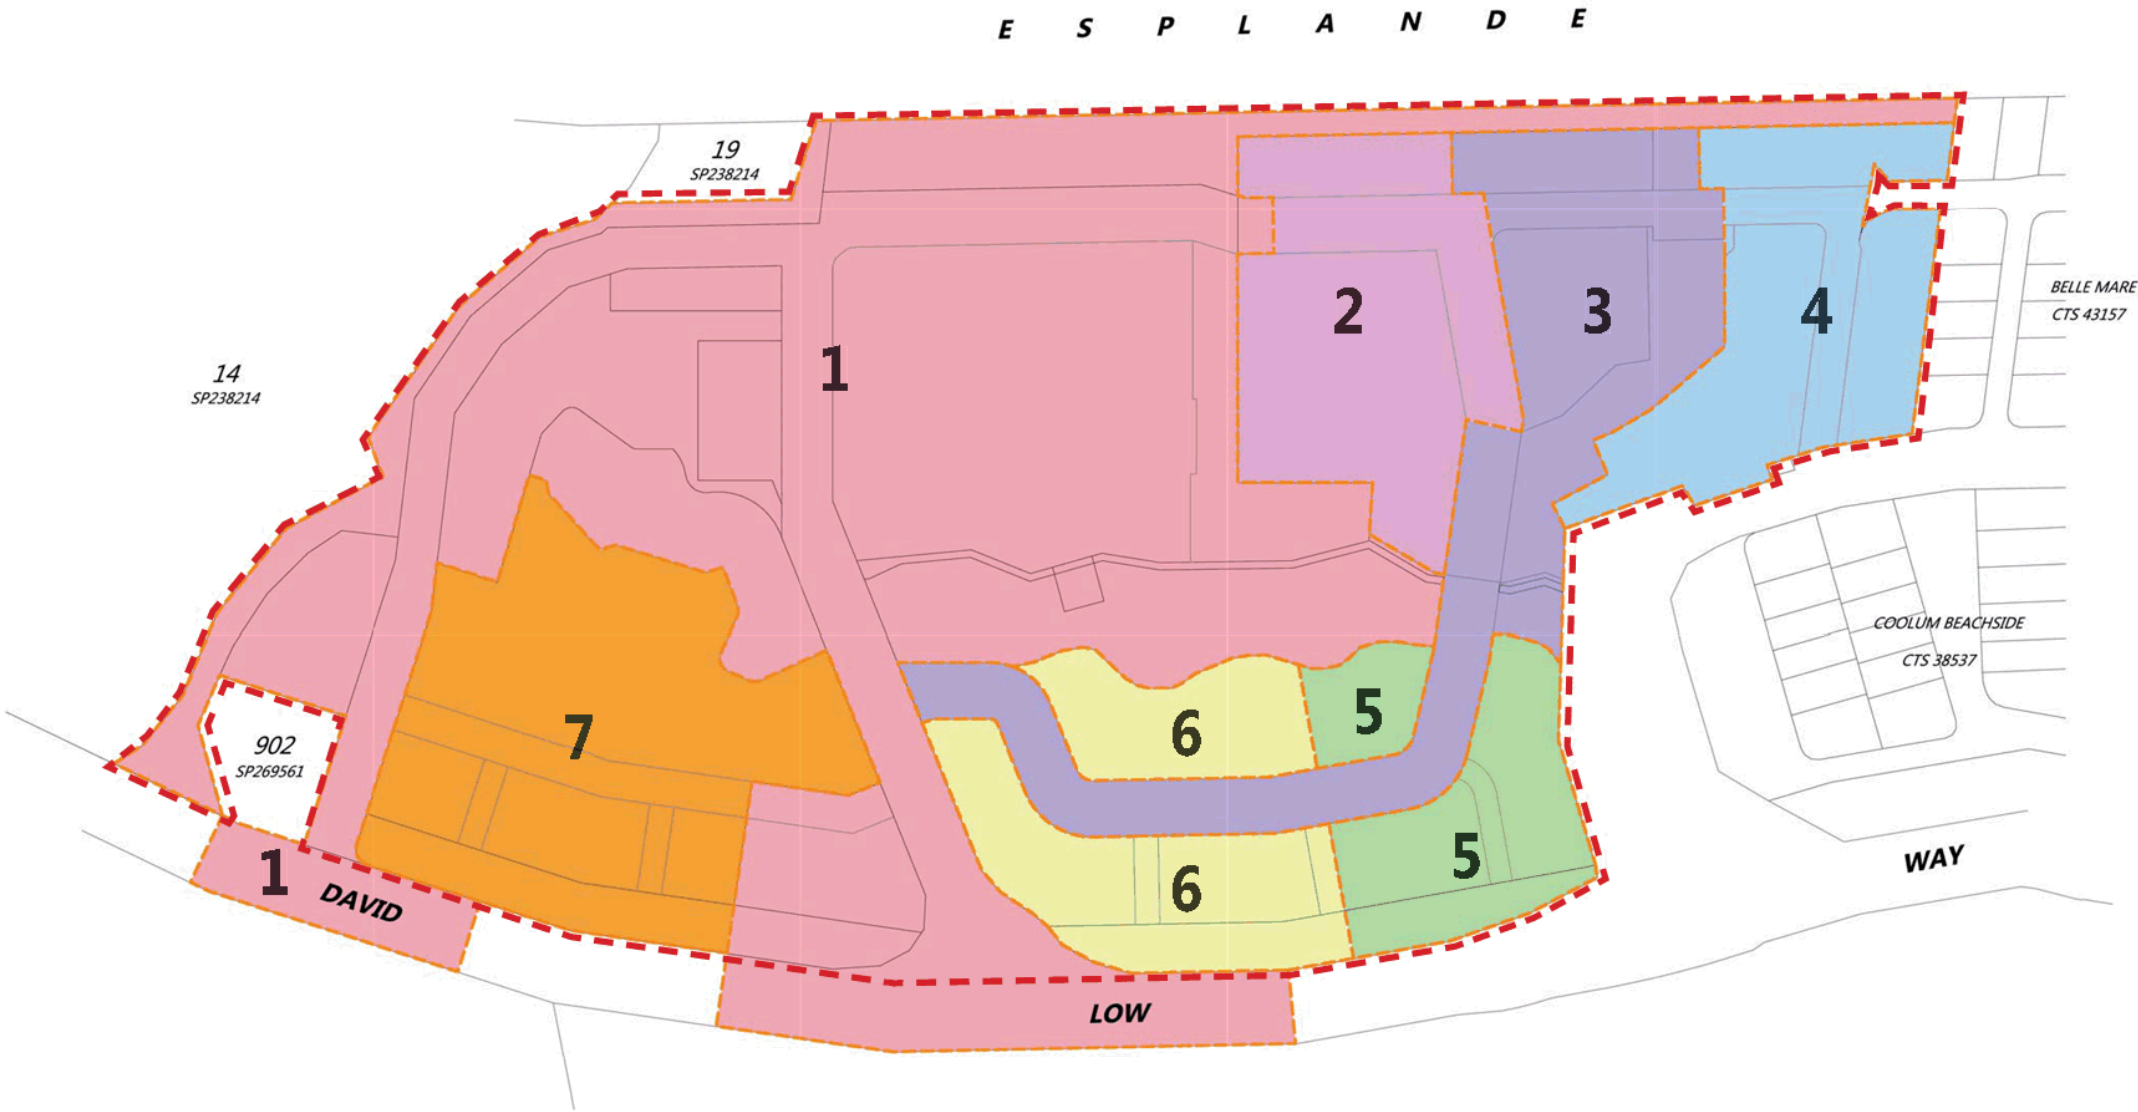 ESPLANDE
19
SP238214
14
SP238214
1
2
3
4
BELLE MARE
CTS 43157
COOLUM BEACHSIDE
CTS 38537
7
6
5
902
SP269561
1
DAVID
6
5
WAY
LOW